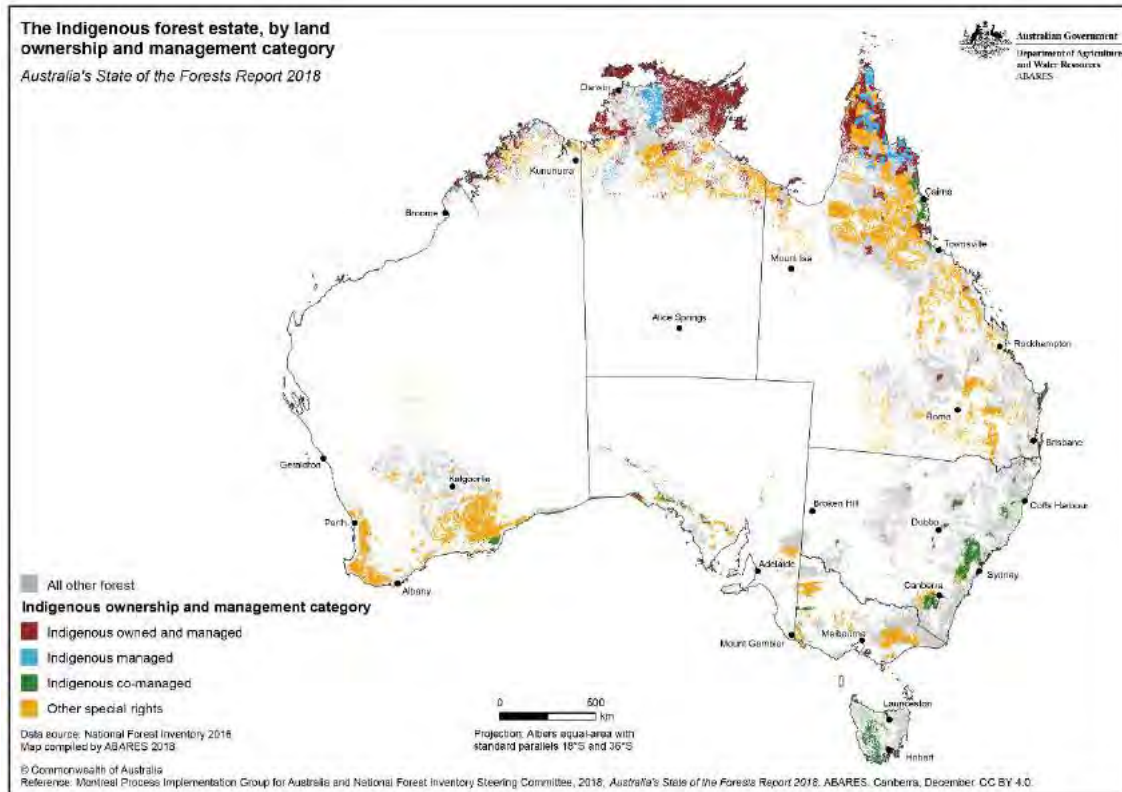 The Indigenous forest estate, by land
ownership and management category
Australia's State of the Forests Report 2018
Australian Government
Department of Agriculture
and Water Resources
ABARES
Darwin
Kununurra
Broome
Cairns
Townsville
Mount Isa
Alice Springs
Rockhampton
Roma
Brisbane
Geraldton
Kalgoorlie
Broken Hill
Coffs Harbour
Perth
Dubbo
Adelaide
Sydney
Albany
Canberra
Mount Gambier
Melbourne
Launceston
Hobart
All other forest
Indigenous ownership and management category
Indigenous owned and managed
Indigenous managed
Indigenous co-managed
Other special rights
0 500
km
Projection: Albers equal-area with
standard parallels 18°S and 36°S
Data source: National Forest Inventory 2016
Map compiled by ABARES 2018
© Commonwealth of Australia
Reference: Montreal Process Implementation Group for Australia and National Forest Inventory Steering Committee, 2018, Australia's State of the Forests Report 2018, ABARES, Canberra, December. CC BY 4.0.